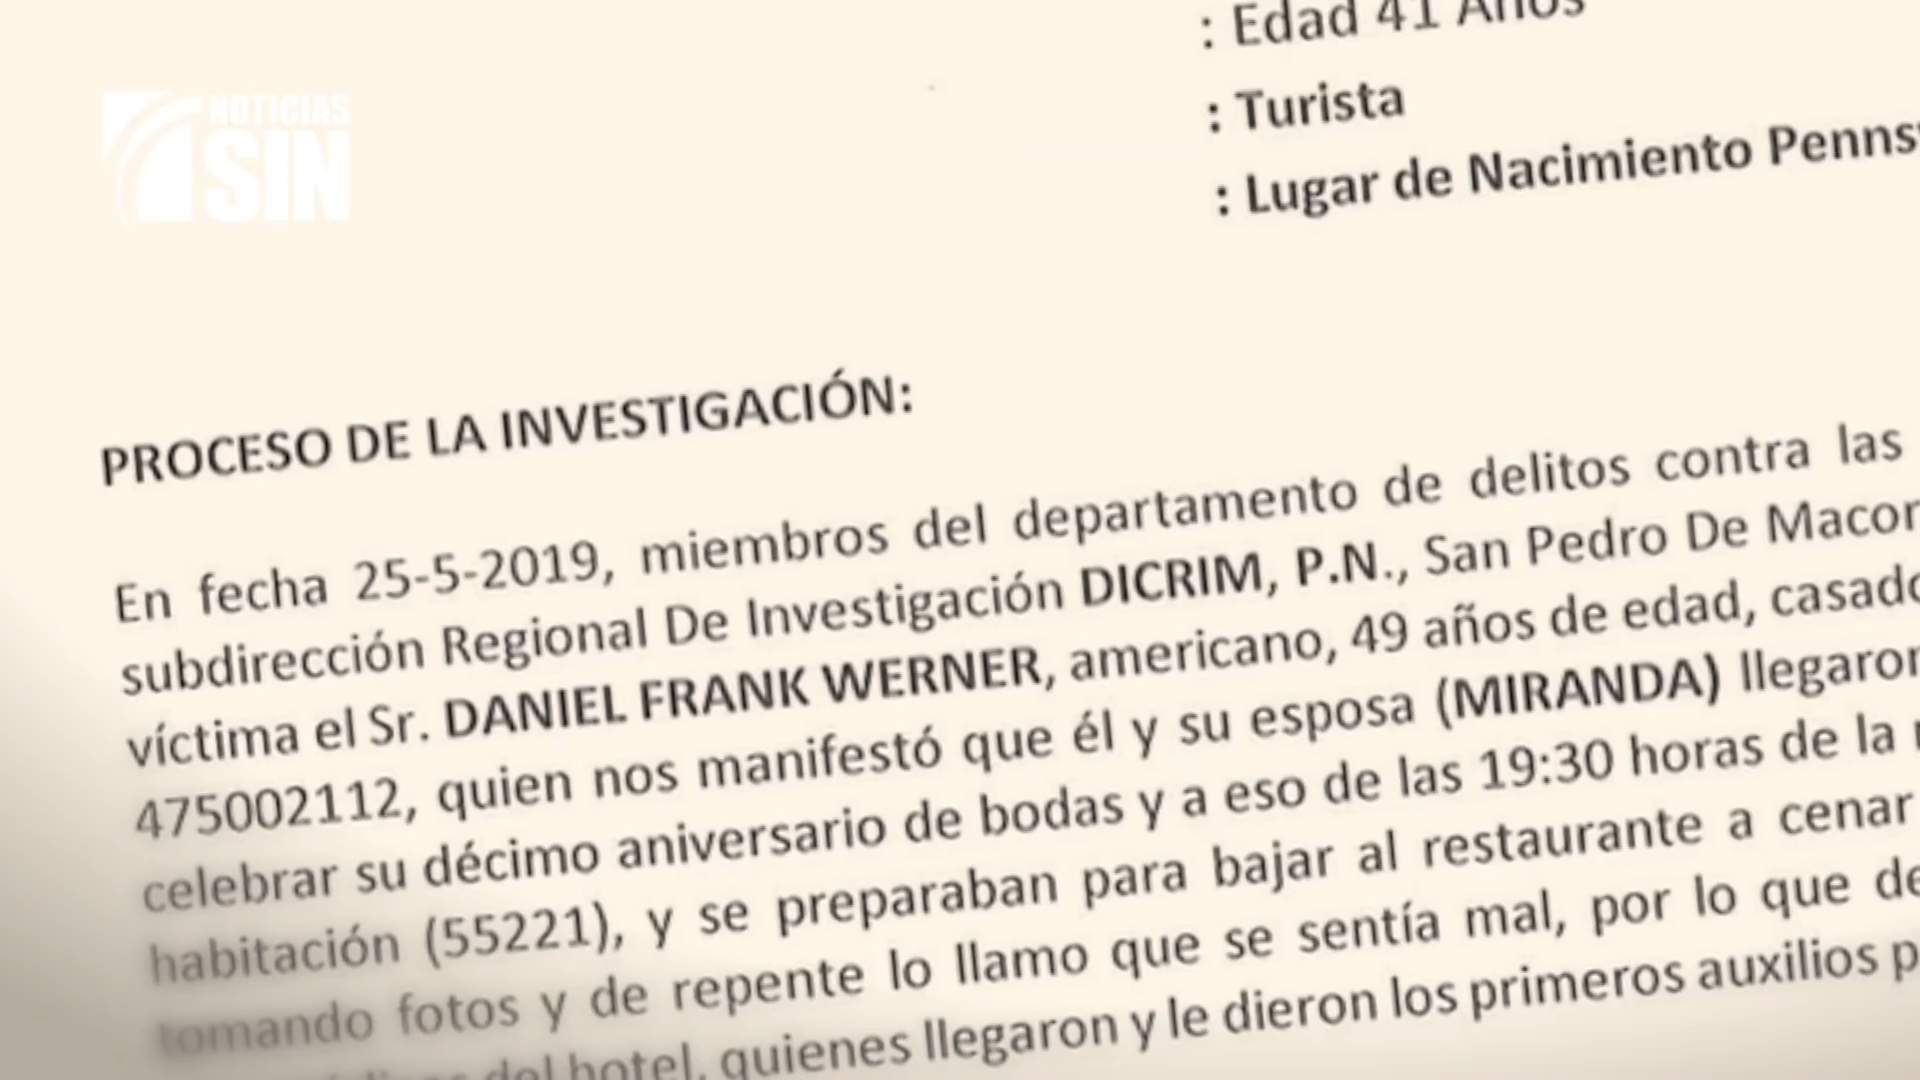 : Edad 41 Años
: Turista
: Lugar de Nacimiento
NOTICIAS
SIN
PROCESO DE LA INVESTIGACIÓN:
En fecha 25-5-2019, miembros del departamento de delitos contra las
subdirección Regional De Investigación DICRIM, P.N., San Pedro De
víctima el Sr. DANIEL FRANK WERNER, americano, 49 años de edad,
475002112, quien nos manifestó que él y su esposa (MIRANDA)
celebrar su décimo aniversario de bodas y a eso de las 19:30 horas de la
habitación (55221), y se preparaban para bajar al restaurante a cenar
tomando fotos y de repente lo llamo que se sentía mal, por lo que
del hotel, quienes llegaron y le dieron los primeros auxilios